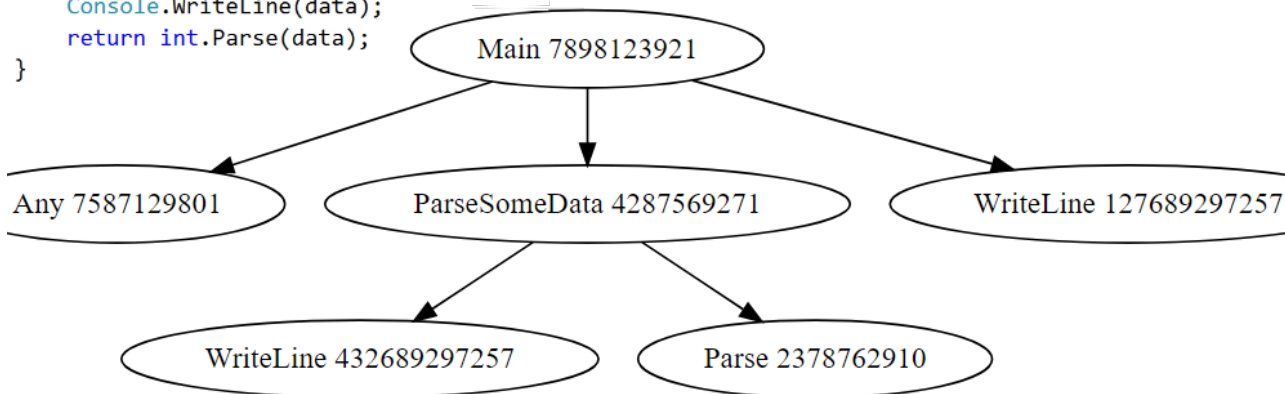 Console.WriteLine(data);
return int.Parse(data);
}
Main 7898123921
Any 7587129801
ParseSomeData 4287569271
WriteLine 127689297257
WriteLine 432689297257
Parse 2378762910